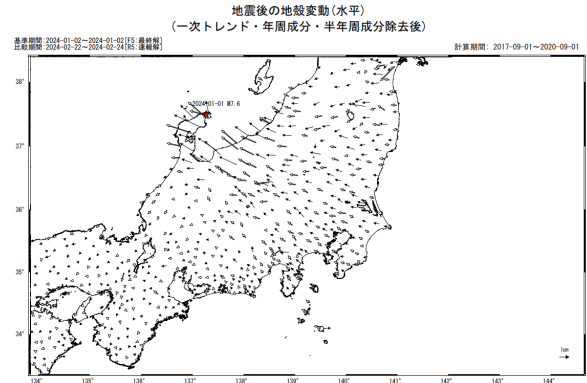 地震後の地殻変動(水平)
(一次トレンド・年周成分・半年周成分除去後)
基準期間:2024-01-02～2024-01-02[F5:最終解]
比較期間:2024-02-22～2024-02-24[R5:速報解]
計算期間: 2017-09-01～2020-09-01
38°
2024-01-01 M7.6
37°
36°
35°
34°
1cm
134°
135°
136°
137°
138°
139°
140°
141°
142°
143°
144°